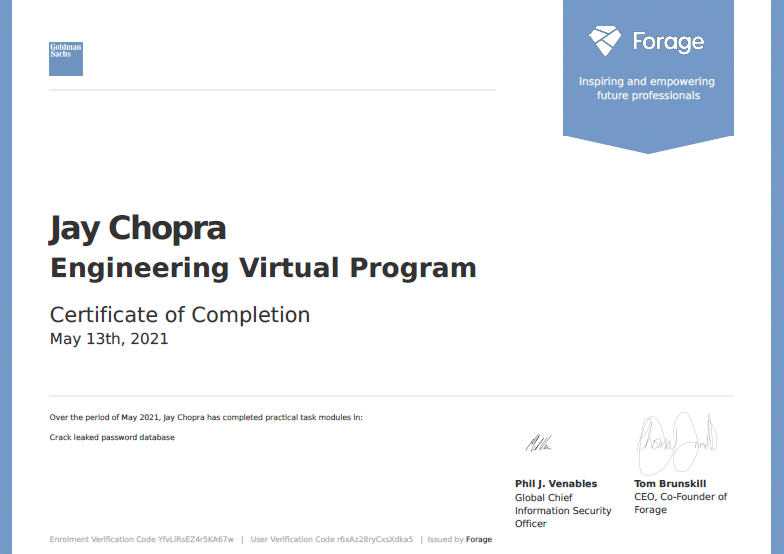 Goldman
Sachs
Forage
Inspiring and empowering
future professionals
Jay Chopra
Engineering Virtual Program
Certificate of Completion
May 13th, 2021
Over the period of May 2021, Jay Chopra has completed practical task modules in:
Crack leaked password database
Phil J. Venables
Global Chief
Information Security
Officer
Tom Brunskill
CEO, Co-Founder of
Forage
Enrolment Verification Code YfvLiRsEZ4r5KA67w | User Verification Code r6xAz28ryCxsXdka5 | Issued by Forage